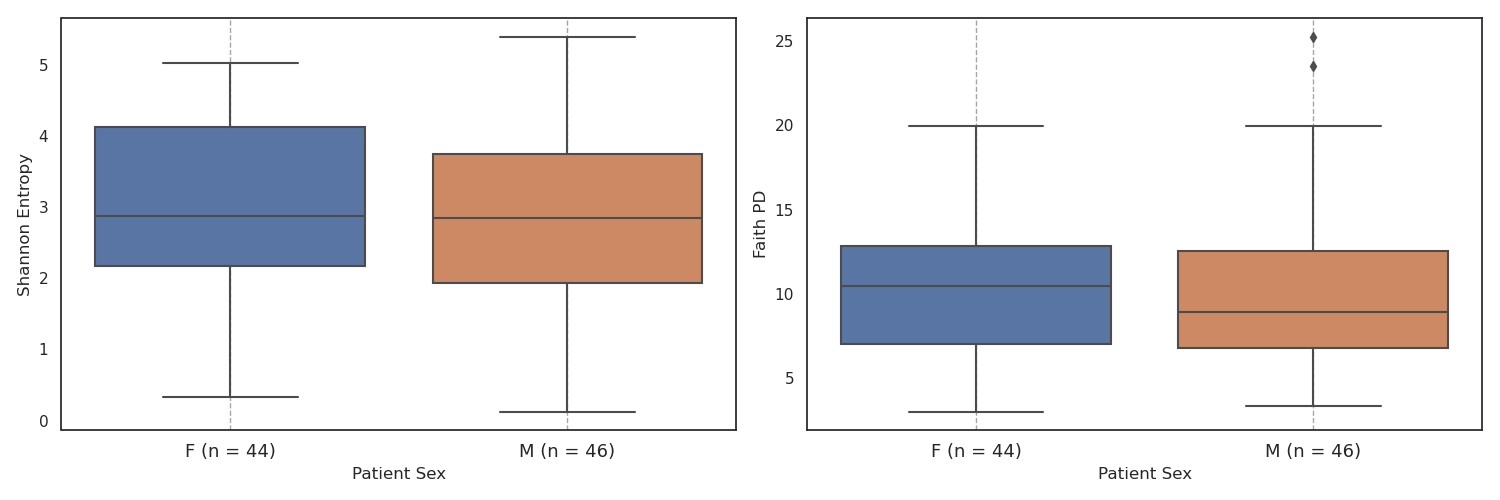 Shannon Entropy
5
4
3
2
1
0
F (n = 44)
M (n = 46)
Patient Sex
Faith PD
25
20
15
10
5
F (n = 44)
M (n = 46)
Patient Sex